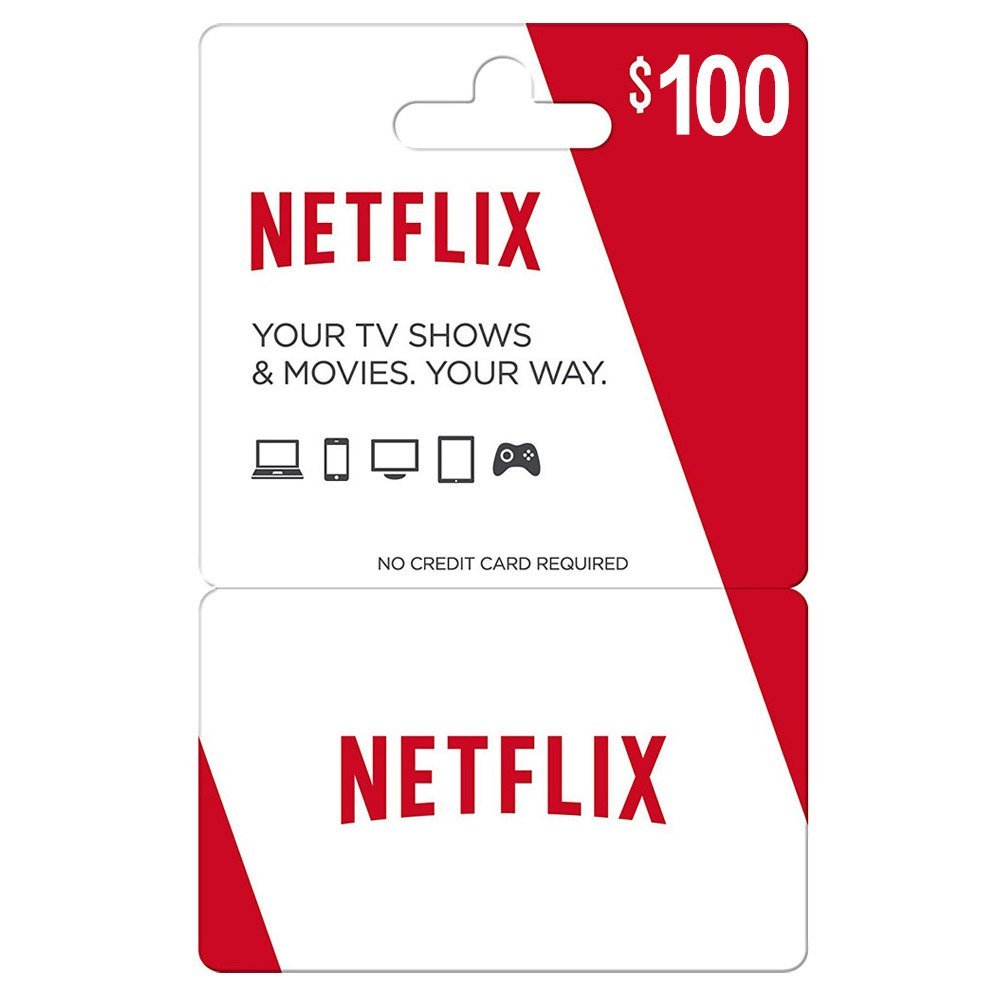 $100
NETFLIX
YOUR TV SHOWS
& MOVIES. YOUR WAY.
NO CREDIT CARD REQUIRED
NETFLIX